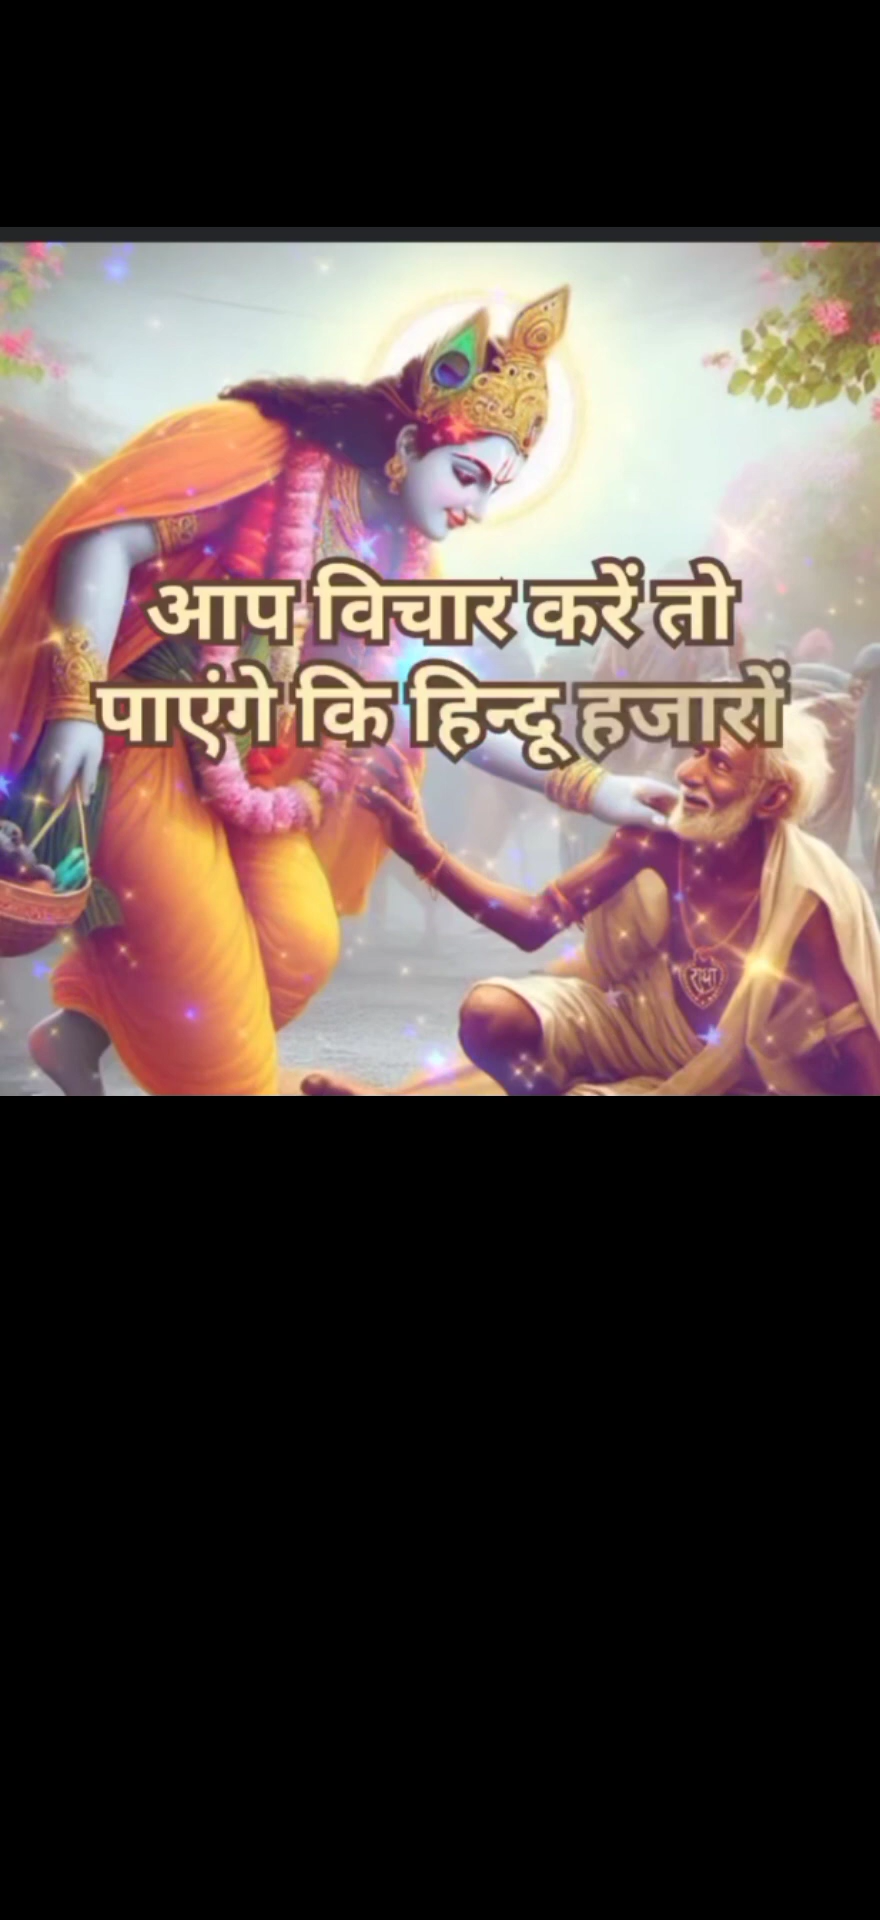 आप विचार करें तो
पाएंगे कि हिन्दू हजारों
राधा